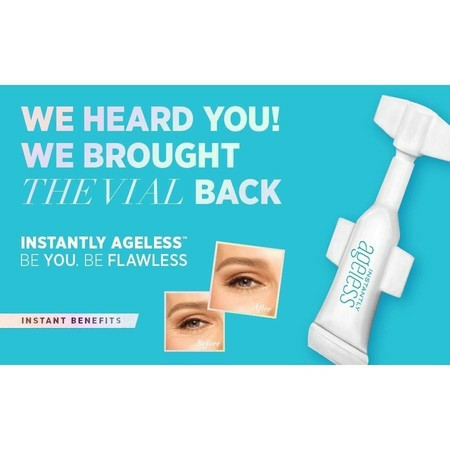 WE HEARD YOU!
WE BROUGHT
THE VIAL BACK
INSTANTLY AGELESS™
BE YOU. BE FLAWLESS
After
Before
INSTANT BENEFITS
INSTANTLY
ageless